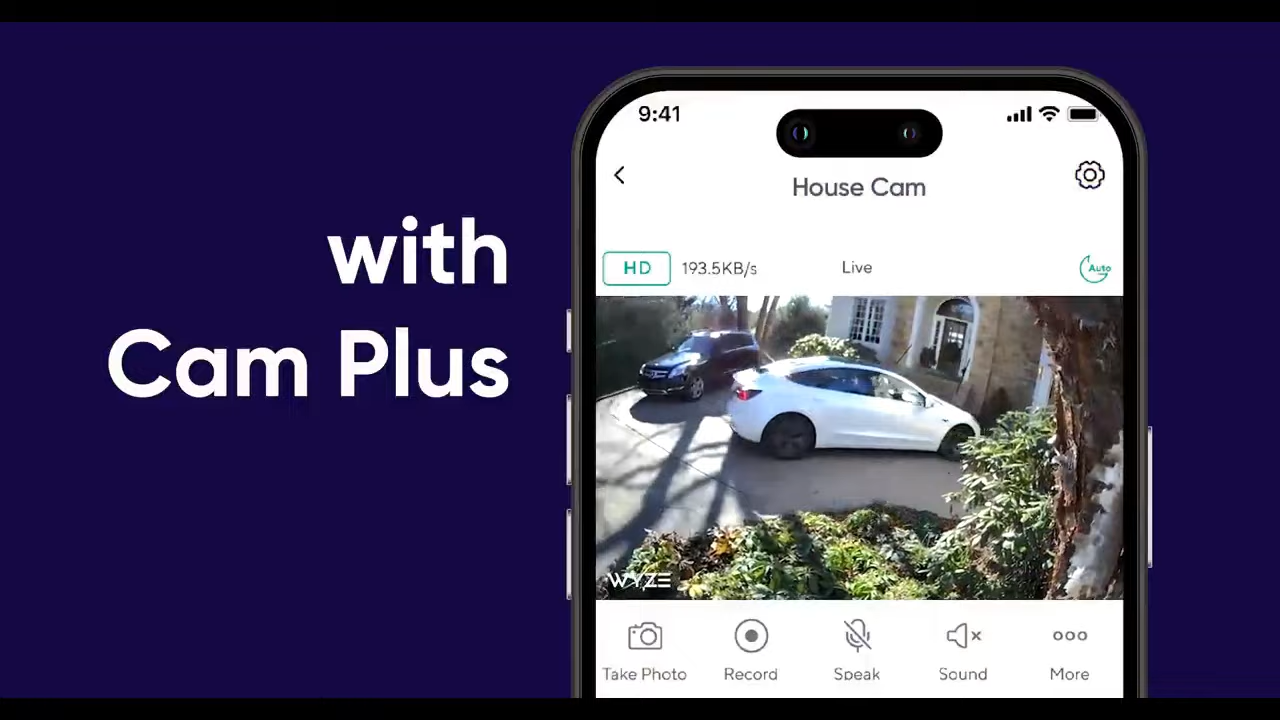 with
Cam Plus
9:41
House Cam
HD 193.5KB/s Live Auto
WYZE
Take Photo Record Speak Sound More